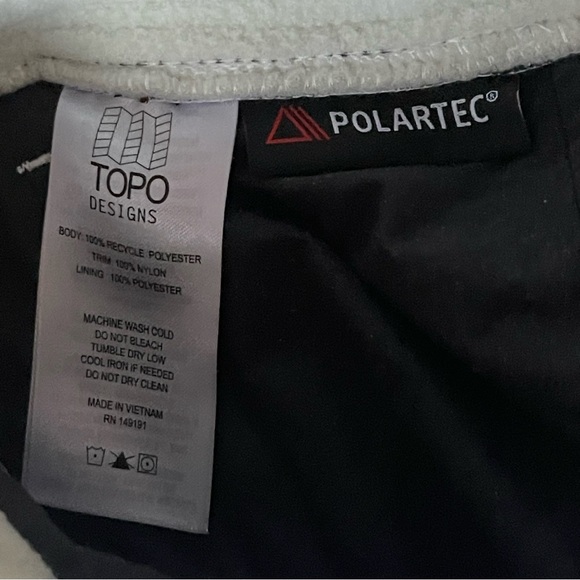 TOPO
DESIGNS
BODY: 100% RECYCLE POLYESTER
TRIM: 100% NYLON
LINING: 100% POLYESTER
MACHINE WASH COLD
DO NOT BLEACH
TUMBLE DRY LOW
COOL IRON IF NEEDED
DO NOT DRY CLEAN
MADE IN VIETNAM
RN 149191
POLARTEC®